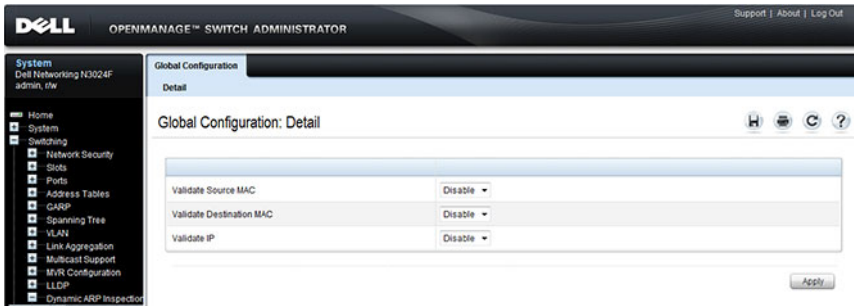 DELL OPENMANAGE™ SWITCH ADMINISTRATOR
Support | About | Log Out
System
Dell Networking N3024F
admin, r/w
Home
System
Switching
Network Security
Slots
Ports
Address Tables
GARP
Spanning Tree
VLAN
Link Aggregation
Multicast Support
MVR Configuration
LLDP
Dynamic ARP Inspection
Global Configuration
Detail
Global Configuration: Detail
?
Validate Source MAC Disable
Validate Destination MAC Disable
Validate IP Disable
Apply